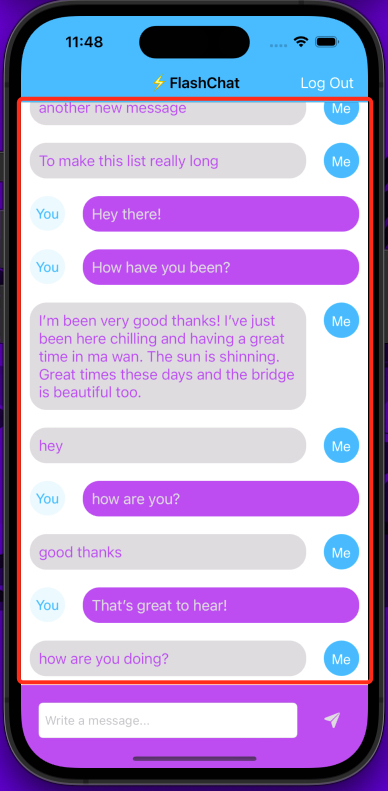 11:48
⚡️FlashChat
Log Out
another new message
Me
To make this list really long
Me
You
Hey there!
You
How have you been?
I’m been very good thanks! I’ve just
been here chilling and having a great
time in ma wan. The sun is shinning.
Great times these days and the bridge
is beautiful too.
Me
hey
Me
You
how are you?
good thanks
Me
You
That’s great to hear!
how are you doing?
Me
Write a message...